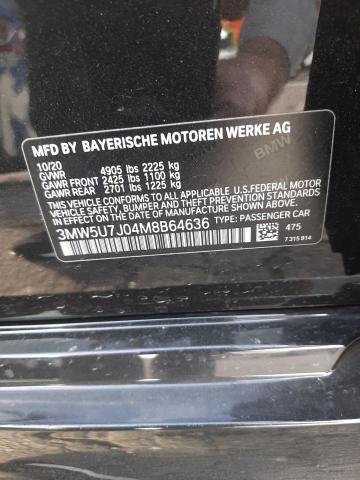 MFD BY BAYERISCHE MOTOREN WERKE AG
10/20
GVWR 4905 lbs 2225 kg
GAWR FRONT 2425 lbs 1100 kg
GAWR REAR 2701 lbs 1225 kg
THIS VEHICLE CONFORMS TO ALL APPLICABLE U.S.FEDERAL MOTOR
VEHICLE SAFETY, BUMPER AND THEFT PREVENTION STANDARDS
IN EFFECT ON THE DATE OF MANUFACTURE SHOWN ABOVE.
3MW5U7J04M8B64636 TYPE: PASSENGER CAR
475
7 315 814
BMW
BMW